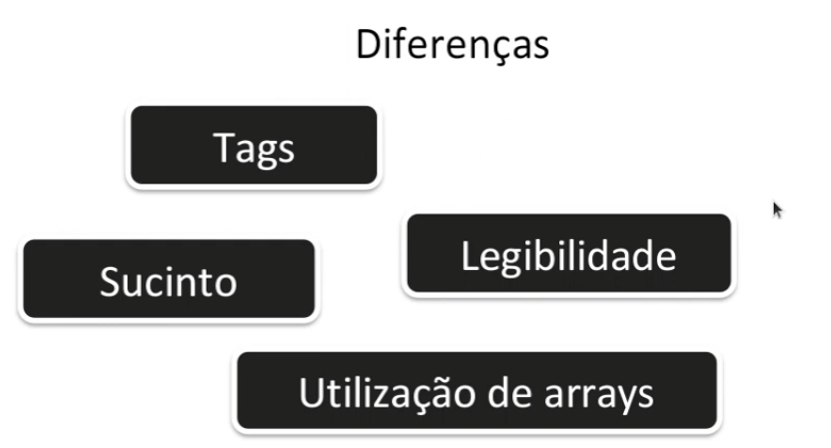 Diferenças
Tags
Legibilidade
Sucinto
Utilização de arrays